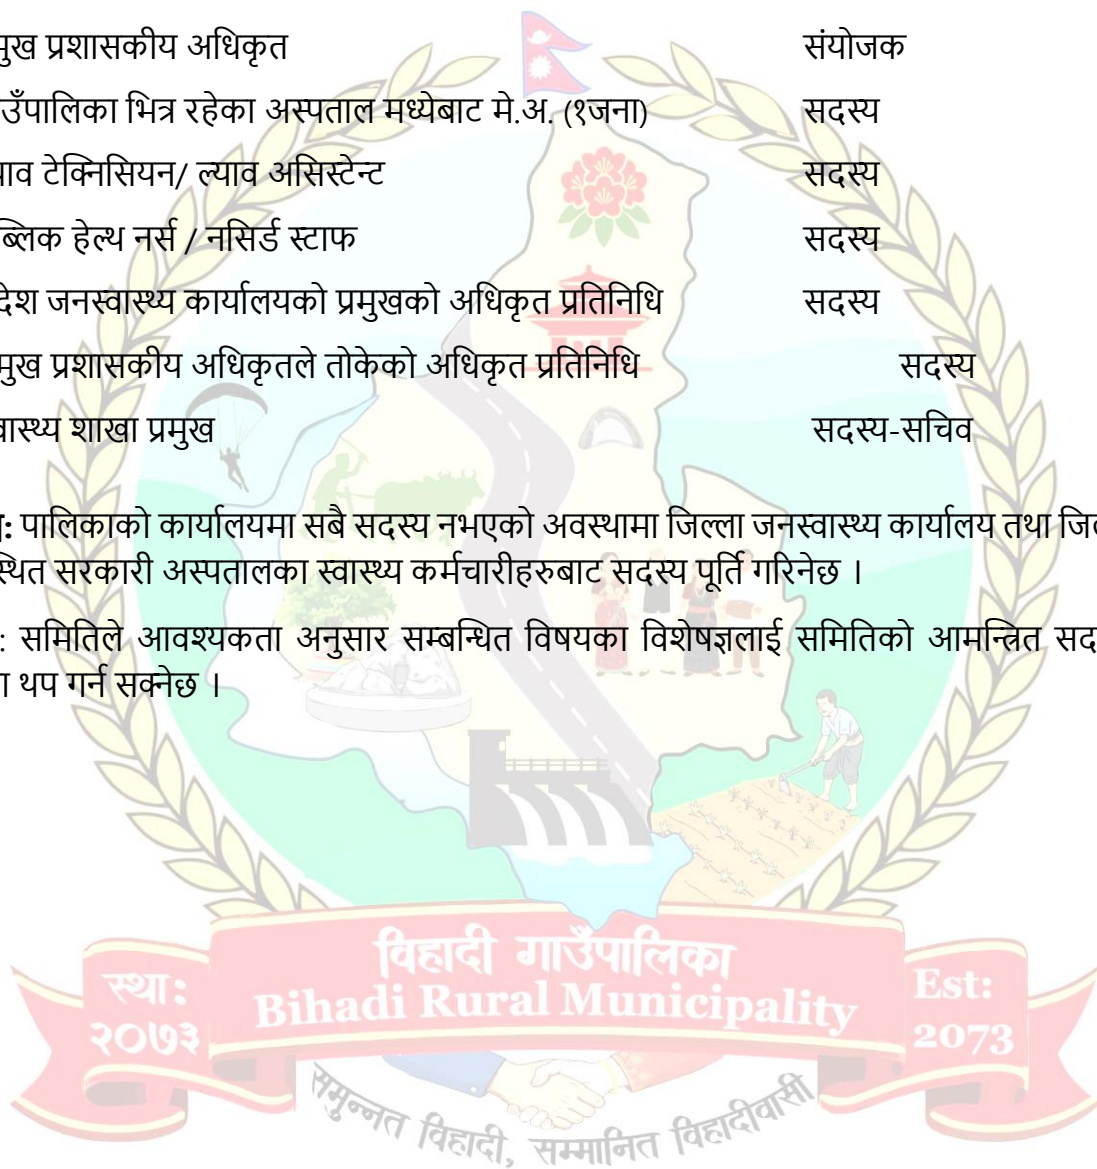 मुख प्रशासकीय अधिकृत संयोजक
उँपालिका भित्र रहेका अस्पताल मध्येबाट मे.अ. (१जना) सदस्य
याव टेक्निसियन/ ल्याव असिस्टेन्ट सदस्य
ब्लिक हेल्थ नर्स / नसिर्ड स्टाफ सदस्य
देश जनस्वास्थ्य कार्यालयको प्रमुखको अधिकृत प्रतिनिधि सदस्य
मुख प्रशासकीय अधिकृतले तोकेको अधिकृत प्रतिनिधि सदस्य
वास्थ्य शाखा प्रमुख सदस्य-सचिव
पालिकाको कार्यालयमा सबै सदस्य नभएको अवस्थामा जिल्ला जनस्वास्थ्य कार्यालय तथा
स्थित सरकारी अस्पतालका स्वास्थ्य कर्मचारीहरुबाट सदस्य पूर्ति गरिनेछ ।
: समितिले आवश्यकता अनुसार सम्बन्धित विषयका विशेषज्ञलाई समितिको आमन्त्रित सद
ा थप गर्न सक्नेछ ।
विहादी गाउँपालिका
Bihadi Rural Municipality
स्था:
२०७३
Est:
2073
समुन्नत विहादी, सम्मानित विहादीवासी